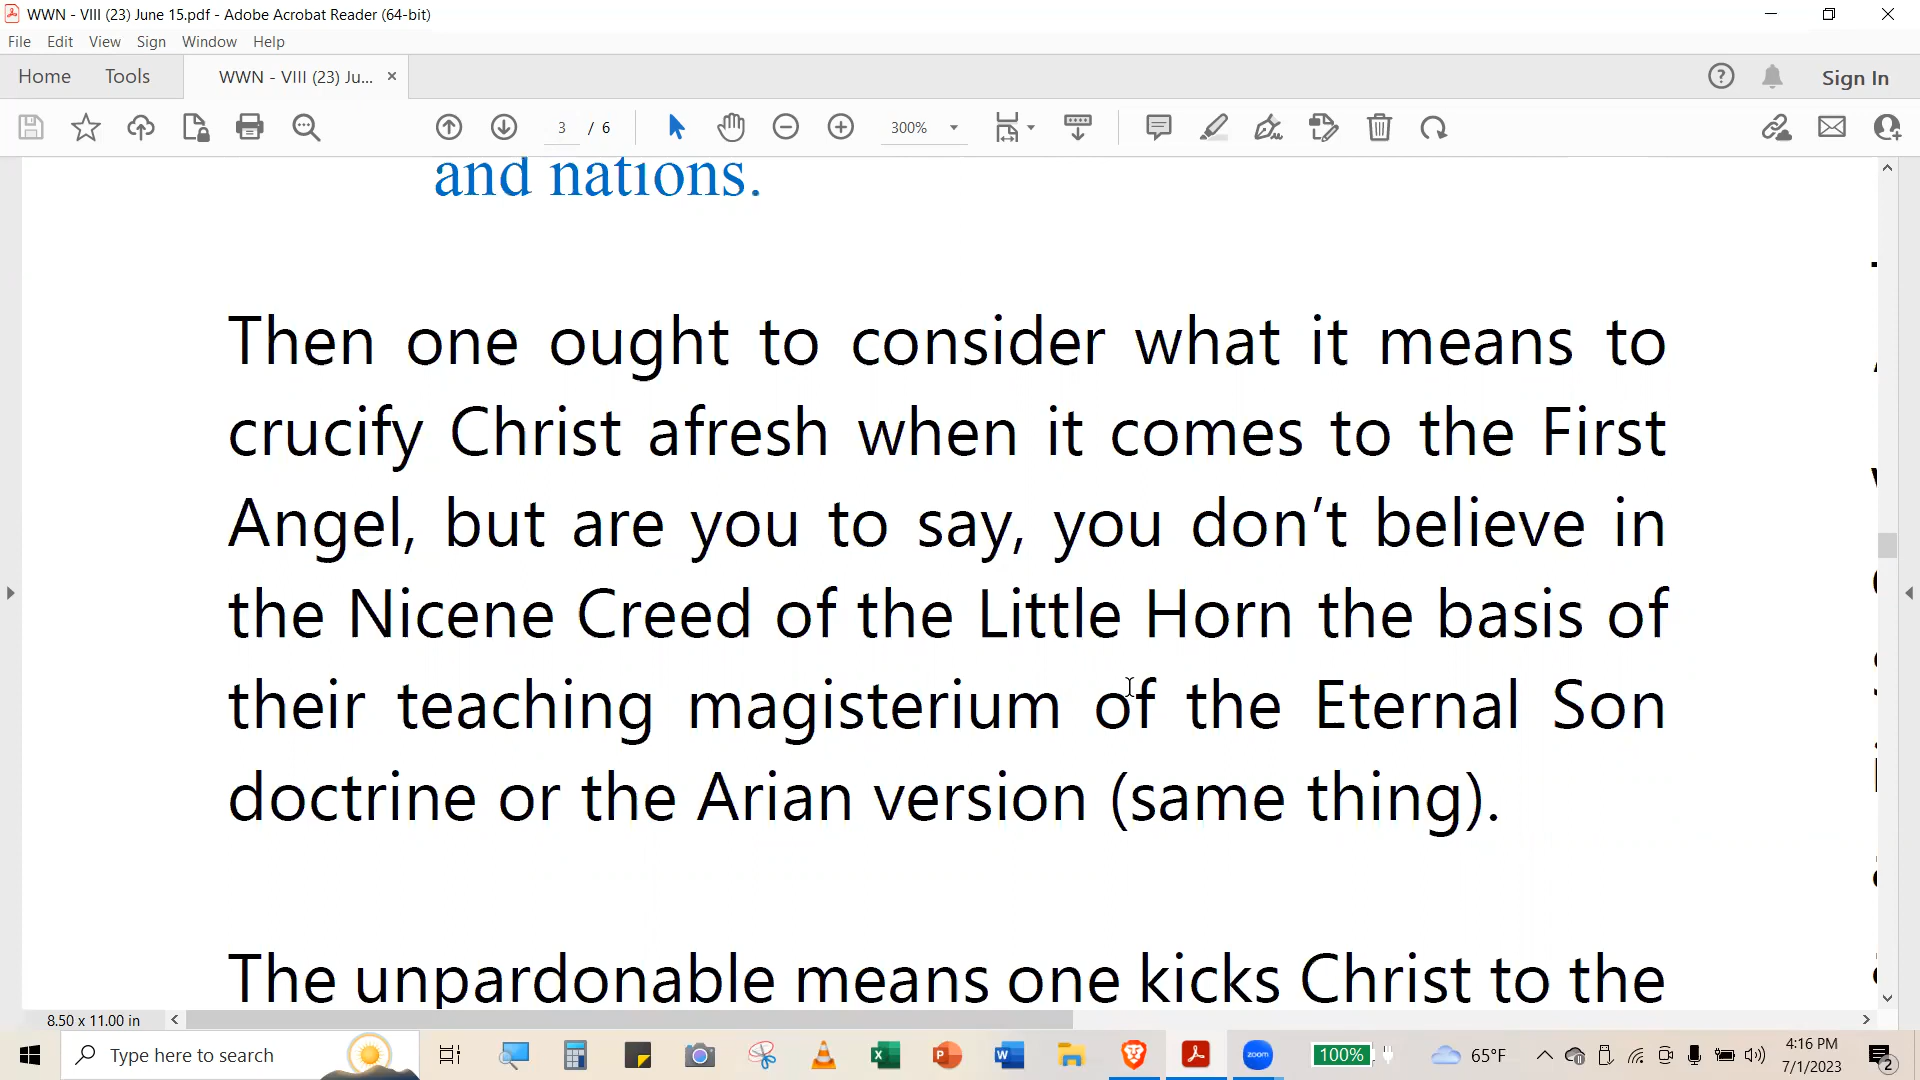 WWN - VIII (23) June 15.pdf - Adobe Acrobat Reader (64-bit)
File Edit View Sign Window Help
Home Tools WWN - VIII (23) Ju... × Sign In
3 / 6 300%
and nations.
Then one ought to consider what it means to
crucify Christ afresh when it comes to the First
Angel, but are you to say, you don’t believe in
the Nicene Creed of the Little Horn the basis of
their teaching magisterium of the Eternal Son
doctrine or the Arian version (same thing).
The unpardonable means one kicks Christ to the
8.50 x 11.00 in
Type here to search
zoom
100%
65°F
4:16 PM
7/1/2023
2